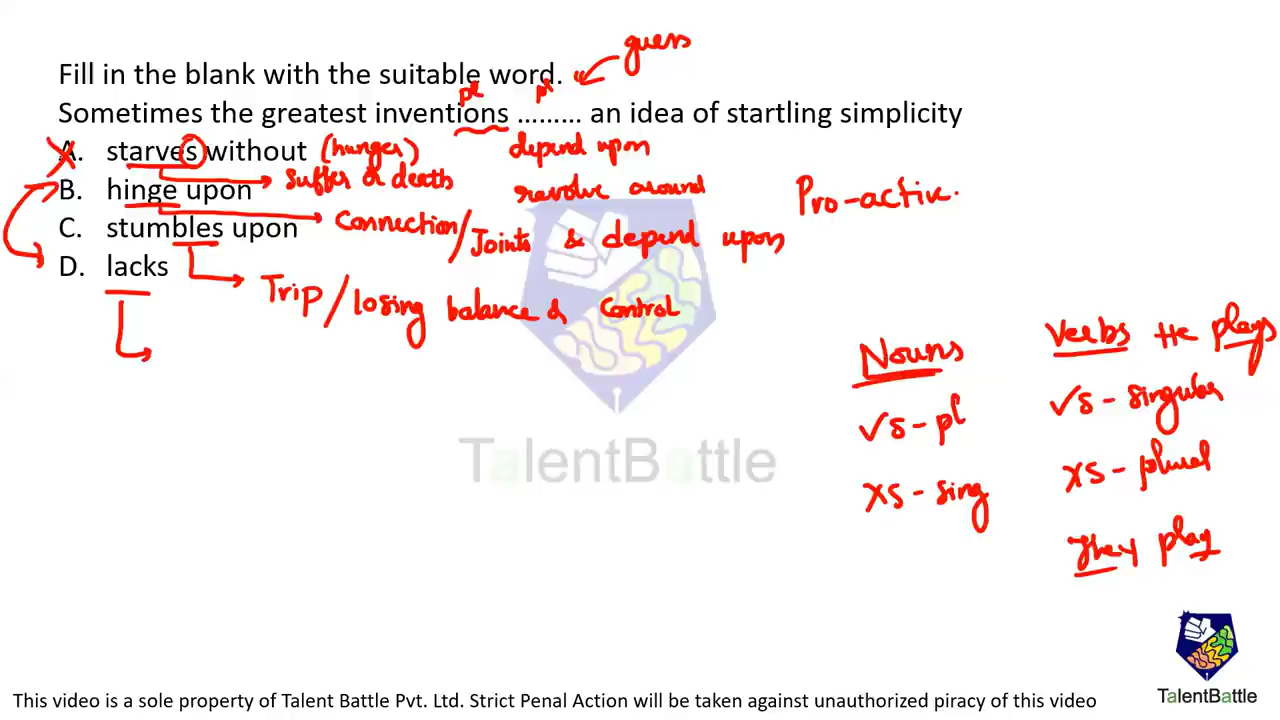 guess
Fill in the blank with the suitable word.
pl pl
Sometimes the greatest inventions ......... an idea of startling simplicity
A. starves without (hunger) depend upon
suffer & death
B. hinge upon revolve around Pro-active.
Connection/Joints & depend upon
C. stumbles upon
D. lacks
Trip/losing balance & control
Nouns Verbs He plays
✓s - pl ✓s - singular
xs - sing xs - plural
They play
TalentBattle
TalentBattle
This video is a sole property of Talent Battle Pvt. Ltd. Strict Penal Action will be taken against unauthorized piracy of this video